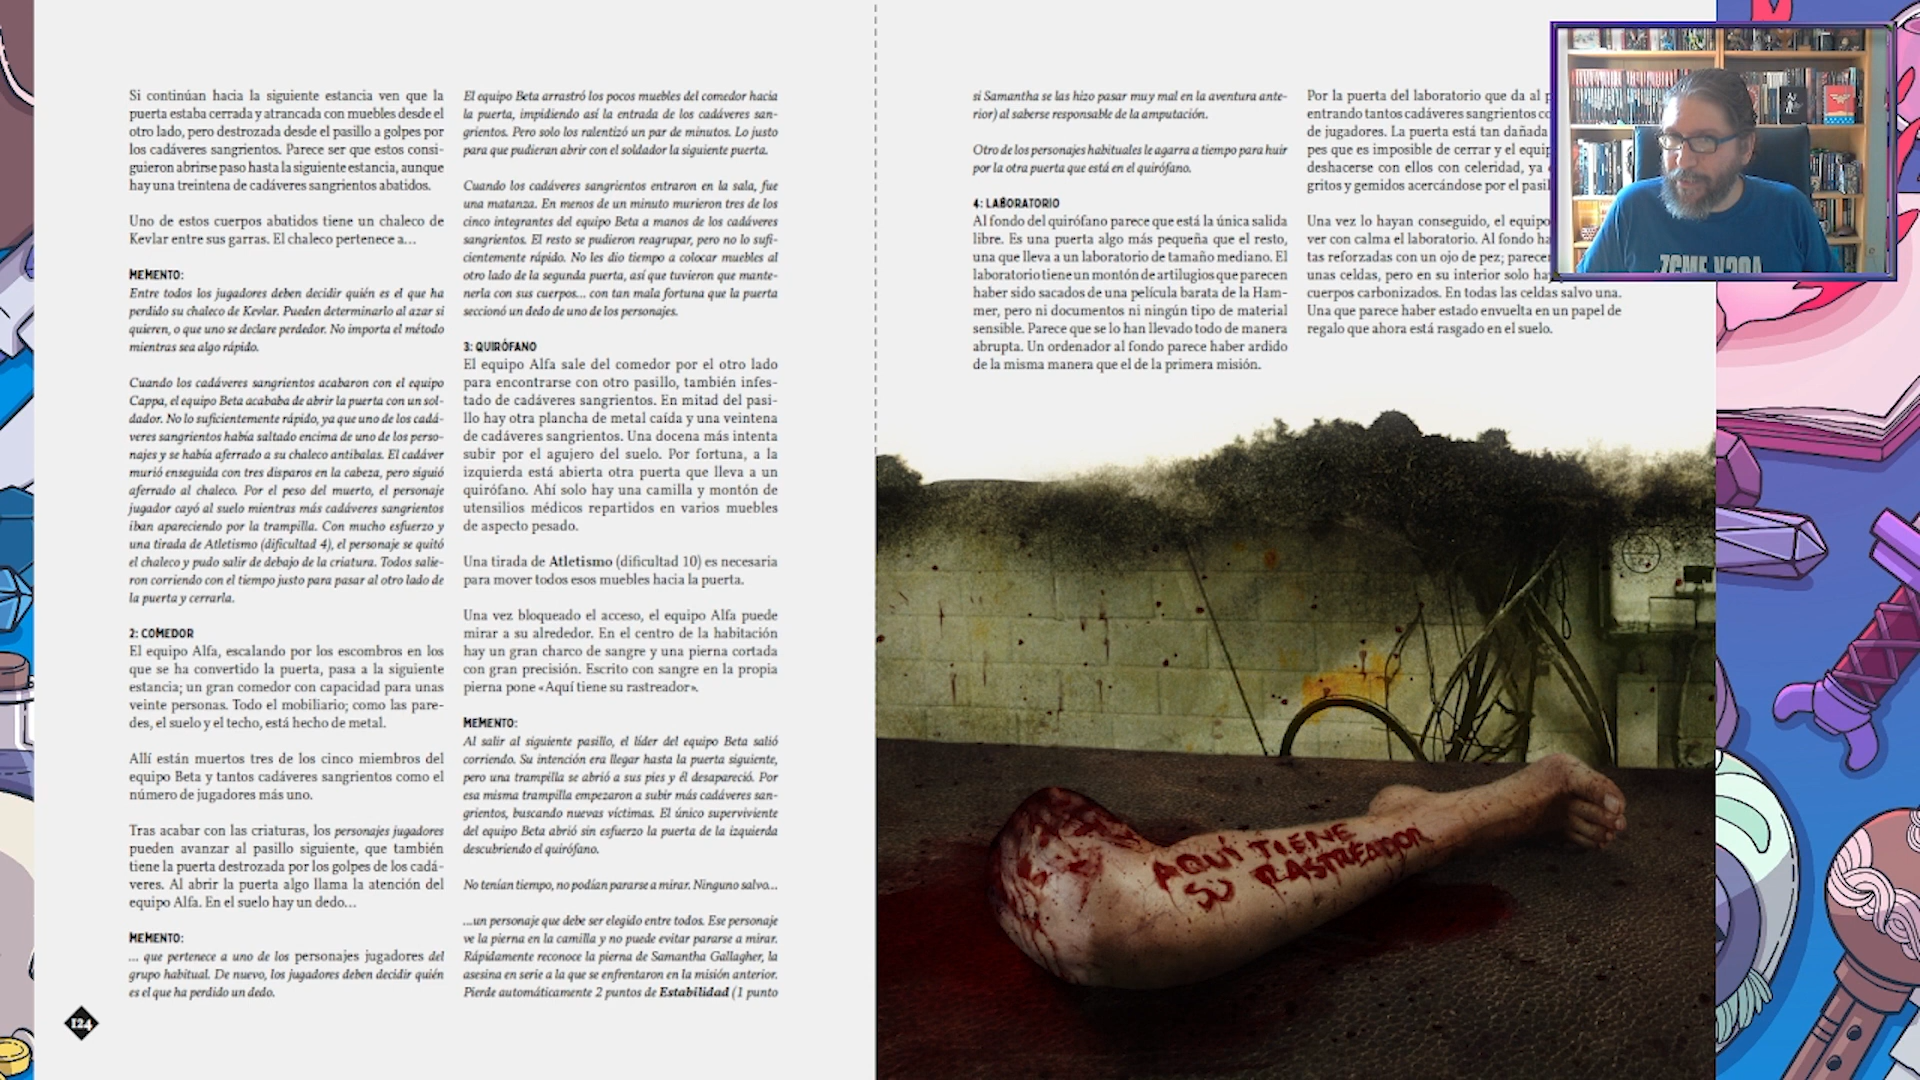 Si continúan hacia la siguiente estancia ven que la
puerta estaba cerrada y atrancada con muebles desde el
otro lado, pero destrozada desde el pasillo a golpes por
los cadáveres sangrientos. Parece ser que estos consi-
guieron abrirse paso hasta la siguiente estancia, aunque
hay una treintena de cadáveres sangrientos abatidos.
Uno de estos cuerpos abatidos tiene un chaleco de
Kevlar entre sus garras. El chaleco pertenece a...
MEMENTO:
Entre todos los jugadores deben decidir quién es el que ha
perdido su chaleco de Kevlar. Pueden determinarlo al azar si
quieren, o que uno se declare perdedor. No importa el método
mientras sea algo rápido.
Cuando los cadáveres sangrientos acabaron con el equipo
Cappa, el equipo Beta acababa de abrir la puerta con un sol-
dador. No lo suficientemente rápido, ya que uno de los cadá-
veres sangrientos había saltado encima de uno de los perso-
najes y se había aferrado a su chaleco antibalas. El cadáver
murió enseguida con tres disparos en la cabeza, pero siguió
aferrado al chaleco. Por el peso del muerto, el personaje
jugador cayó al suelo mientras más cadáveres sangrientos
iban apareciendo por la trampilla. Con mucho esfuerzo y
una tirada de Atletismo (dificultad 4), el personaje se quitó
el chaleco y pudo salir de debajo de la criatura. Todos salie-
ron corriendo con el tiempo justo para pasar al otro lado de
la puerta y cerrarla.
2: COMEDOR
El equipo Alfa, escalando por los escombros en los
que se ha convertido la puerta, pasa a la siguiente
estancia; un gran comedor con capacidad para unas
veinte personas. Todo el mobiliario; como las pare-
des, el suelo y el techo, está hecho de metal.
Allí están muertos tres de los cinco miembros del
equipo Beta y tantos cadáveres sangrientos como el
número de jugadores más uno.
Tras acabar con las criaturas, los personajes jugadores
pueden avanzar al pasillo siguiente, que también
tiene la puerta destrozada por los golpes de los cadá-
veres. Al abrir la puerta algo llama la atención del
equipo Alfa. En el suelo hay un dedo...
MEMENTO:
... que pertenece a uno de los personajes jugadores del
grupo habitual. De nuevo, los jugadores deben decidir quién
es el que ha perdido un dedo.
124
El equipo Beta arrastró los pocos muebles del comedor hacia
la puerta, impidiendo así la entrada de los cadáveres san-
grientos. Pero solo los ralentizó un par de minutos. Lo justo
para que pudieran abrir con el soldador la siguiente puerta.
Cuando los cadáveres sangrientos entraron en la sala, fue
una matanza. En menos de un minuto murieron tres de los
cinco integrantes del equipo Beta a manos de los cadáveres
sangrientos. El resto se pudieron reagrupar, pero no lo sufi-
cientemente rápido. No les dio tiempo a colocar muebles al
otro lado de la segunda puerta, así que tuvieron que mante-
nerla con sus cuerpos... con tan mala fortuna que la puerta
seccionó un dedo de uno de los personajes.
3: QUIRÓFANO
El equipo Alfa sale del comedor por el otro lado
para encontrarse con otro pasillo, también infes-
tado de cadáveres sangrientos. En mitad del pasi-
llo hay otra plancha de metal caída y una veintena
de cadáveres sangrientos. Una docena más intenta
subir por el agujero del suelo. Por fortuna, a la
izquierda está abierta otra puerta que lleva a un
quirófano. Ahí solo hay una camilla y montón de
utensilios médicos repartidos en varios muebles
de aspecto pesado.
Una tirada de Atletismo (dificultad 10) es necesaria
para mover todos esos muebles hacia la puerta.
Una vez bloqueado el acceso, el equipo Alfa puede
mirar a su alrededor. En el centro de la habitación
hay un gran charco de sangre y una pierna cortada
con gran precisión. Escrito con sangre en la propia
pierna pone «Aquí tiene su rastreador».
MEMENTO:
Al salir al siguiente pasillo, el líder del equipo Beta salió
corriendo. Su intención era llegar hasta la puerta siguiente,
pero una trampilla se abrió a sus pies y él desapareció. Por
esa misma trampilla empezaron a subir más cadáveres san-
grientos, buscando nuevas víctimas. El único superviviente
del equipo Beta abrió sin esfuerzo la puerta de la izquierda
descubriendo el quirófano.
No tenían tiempo, no podían pararse a mirar. Ninguno salvo...
...un personaje que debe ser elegido entre todos. Ese personaje
ve la pierna en la camilla y no puede evitar pararse a mirar.
Rápidamente reconoce la pierna de Samantha Gallagher, la
asesina en serie a la que se enfrentaron en la misión anterior.
Pierde automáticamente 2 puntos de Estabilidad (1 punto
si Samantha se las hizo pasar muy mal en la aventura ante-
rior) al saberse responsable de la amputación.
Otro de los personajes habituales le agarra a tiempo para huir
por la otra puerta que está en el quirófano.
4: LABORATORIO
Al fondo del quirófano parece que está la única salida
libre. Es una puerta algo más pequeña que el resto,
una que lleva a un laboratorio de tamaño mediano. El
laboratorio tiene un montón de artilugios que parecen
haber sido sacados de una película barata de la Ham-
mer, pero ni documentos ni ningún tipo de material
sensible. Parece que se lo han llevado todo de manera
abrupta. Un ordenador al fondo parece haber ardido
de la misma manera que el de la primera misión.
Por la puerta del laboratorio que da al
entrando tantos cadáveres sangrientos
de jugadores. La puerta está tan dañada
pes que es imposible de cerrar y el
deshacerse con ellos con celeridad, ya
gritos y gemidos acercándose por el
Una vez lo hayan conseguido, el equipo
ver con calma el laboratorio. Al fondo
tas reforzadas con un ojo de pez;
unas celdas, pero en su interior solo
cuerpos carbonizados. En todas las celdas salvo una.
Una que parece haber estado envuelta en un papel de
regalo que ahora está rasgado en el suelo.
AQUÍ TIENE
SU RASTREADOR